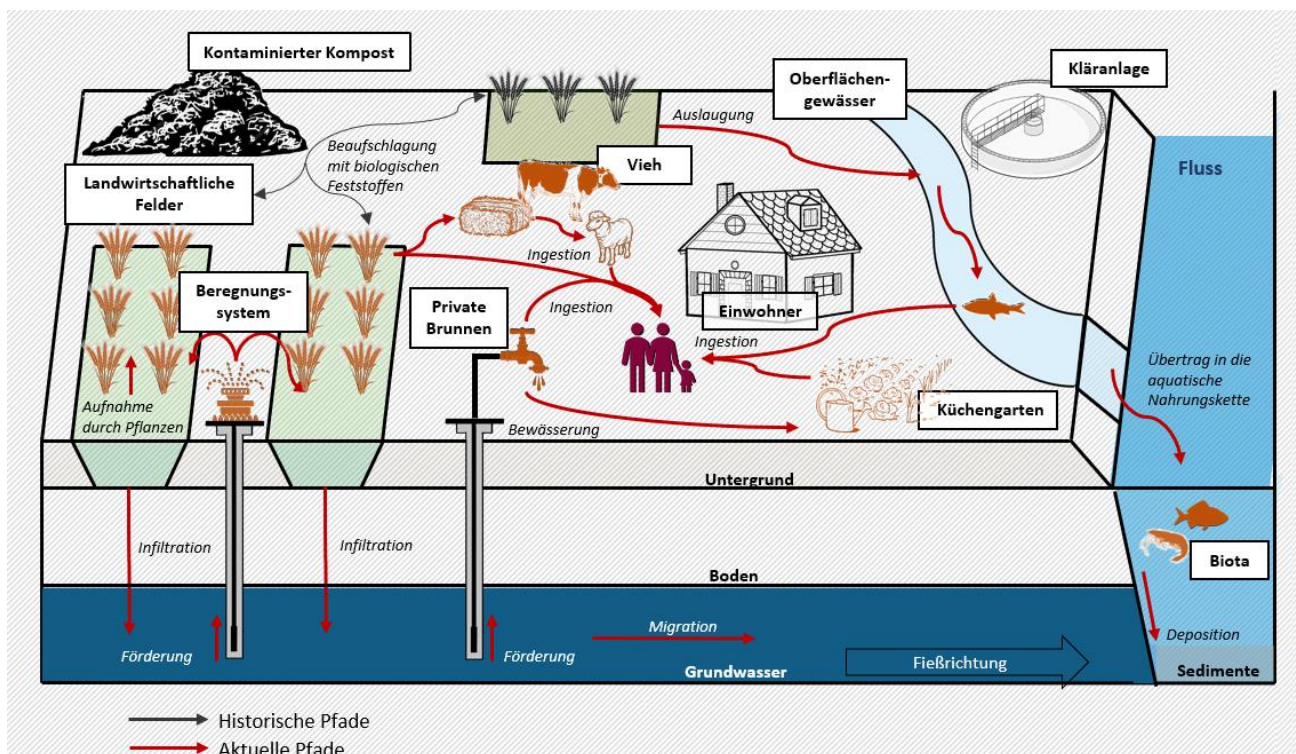 Kontaminierter Kompost
Oberflächen-
gewässer
Kläranlage
Auslaugung
Beaufschlagung
mit biologischen
Feststoffen
Vieh
Fluss
Landwirtschaftliche
Felder
Ingestion
Beregnungs-
system
Private
Brunnen
Ingestion
Einwohner
Ingestion
Übertrag in die
aquatische
Nahrungskette
Aufnahme
durch Pflanzen
Küchengarten
Bewässerung
Untergrund
Infiltration
Infiltration
Biota
Boden
Migration
Deposition
Förderung
Förderung
Grundwasser
Fießrichtung
Sedimente
Historische Pfade
Aktuelle Pfade